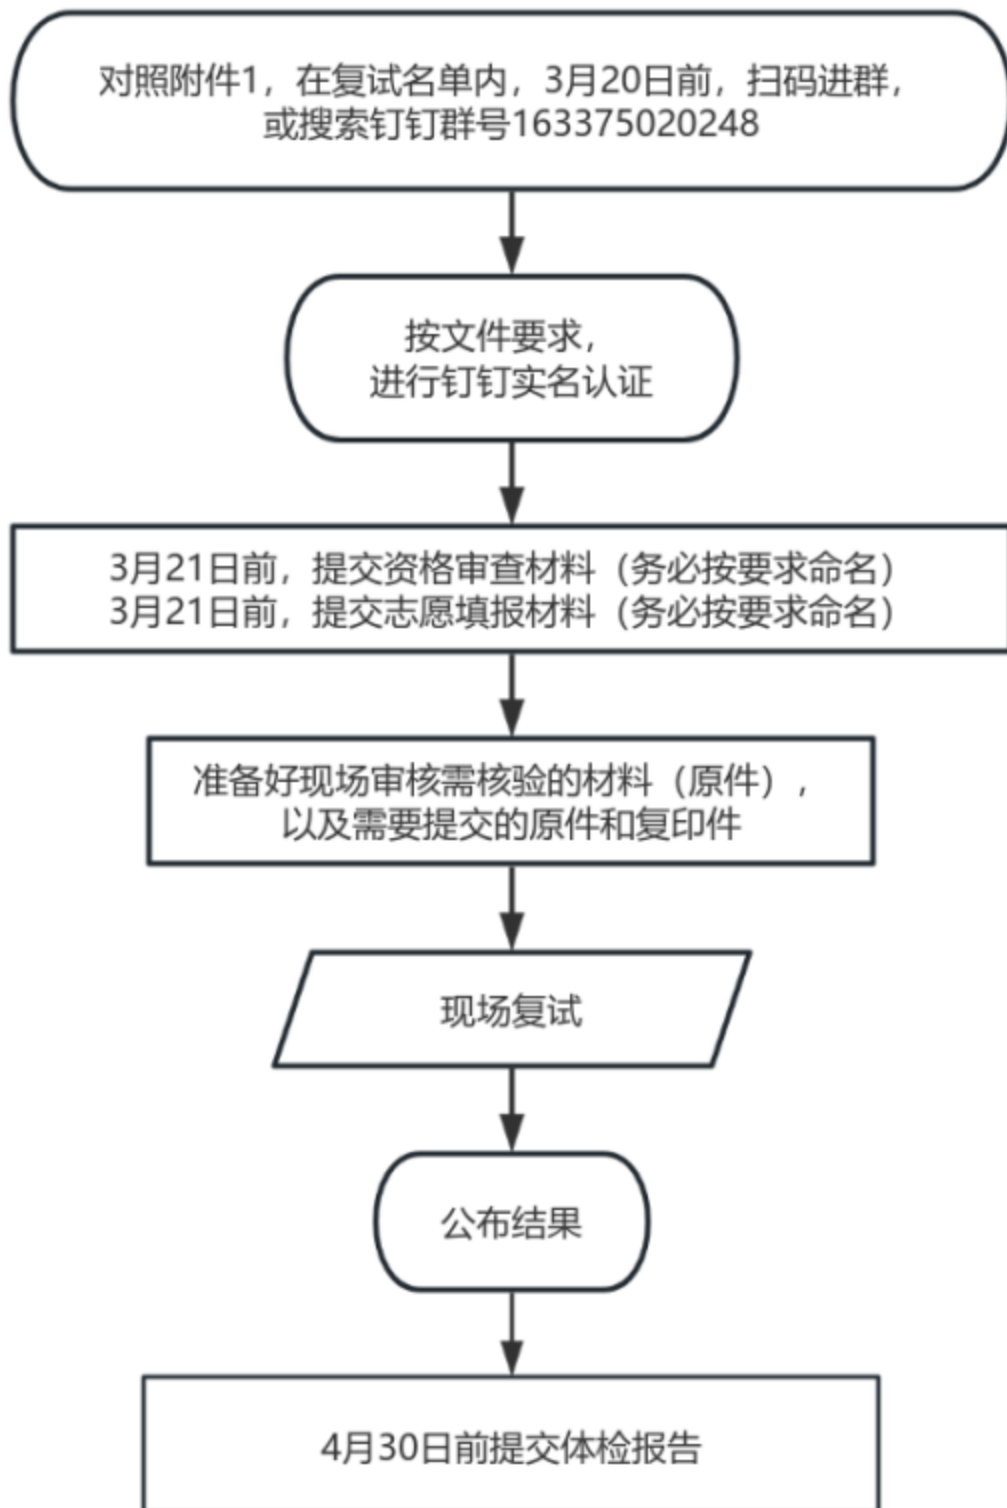 对照附件1，在复试名单内，3月20日前，扫码进群，
或搜索钉钉群号163375020248
按文件要求，
进行钉钉实名认证
3月21日前，提交资格审查材料（务必按要求命名）
3月21日前，提交志愿填报材料（务必按要求命名）
准备好现场审核需核验的材料（原件），
以及需要提交的原件和复印件
现场复试
公布结果
4月30日前提交体检报告